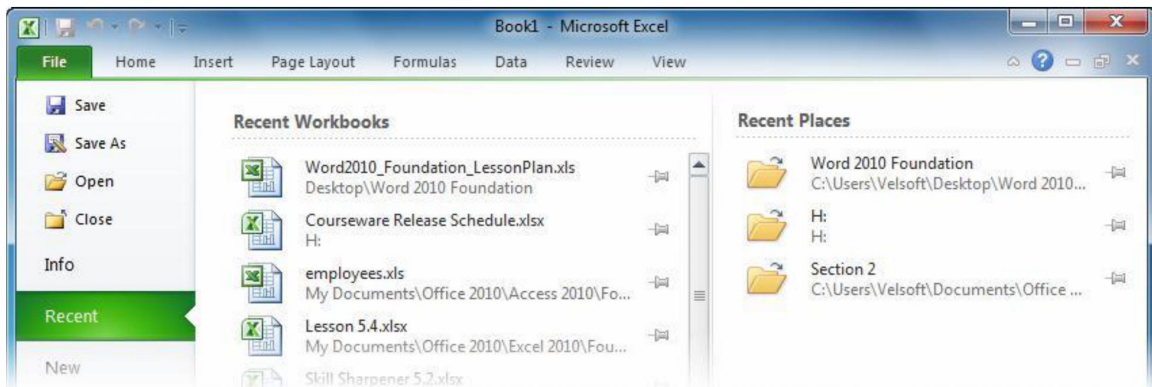 Book1 - Microsoft Excel
File Home Insert Page Layout Formulas Data Review View
Save
Save As
Open
Close
Info
Recent
New
Recent Workbooks
Word2010_Foundation_LessonPlan.xls
Desktop\Word 2010 Foundation
Courseware Release Schedule.xlsx
H:
employees.xls
My Documents\Office 2010\Access 2010\Fo...
Lesson 5.4.xlsx
My Documents\Office 2010\Excel 2010\Fou...
Skill Sharpener 5.2.xlsx
Recent Places
Word 2010 Foundation
C:\Users\Velsoft\Desktop\Word 2010...
H:
H:
Section 2
C:\Users\Velsoft\Documents\Office ...